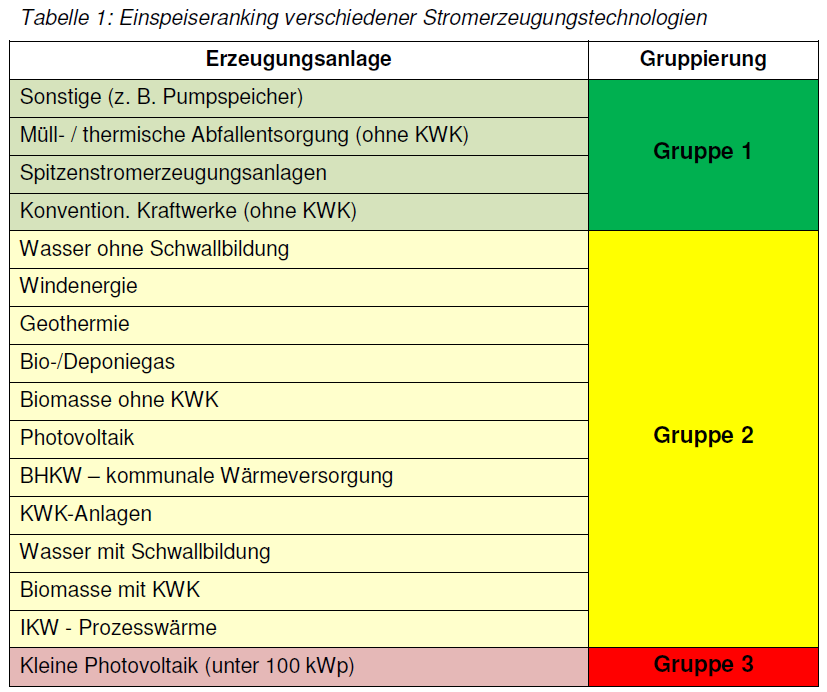 Tabelle 1: Einspeiseranking verschiedener Stromerzeugungstechnologien
Erzeugungsanlage Gruppierung
Sonstige (z. B. Pumpspeicher)
Müll- / thermische Abfallentsorgung (ohne KWK)
Gruppe 1
Spitzenstromerzeugungsanlagen
Konvention. Kraftwerke (ohne KWK)
Wasser ohne Schwallbildung
Windenergie
Geothermie
Bio-/Deponiegas
Biomasse ohne KWK
Photovoltaik
Gruppe 2
BHKW – kommunale Wärmeversorgung
KWK-Anlagen
Wasser mit Schwallbildung
Biomasse mit KWK
IKW - Prozesswärme
Kleine Photovoltaik (unter 100 kWp) Gruppe 3